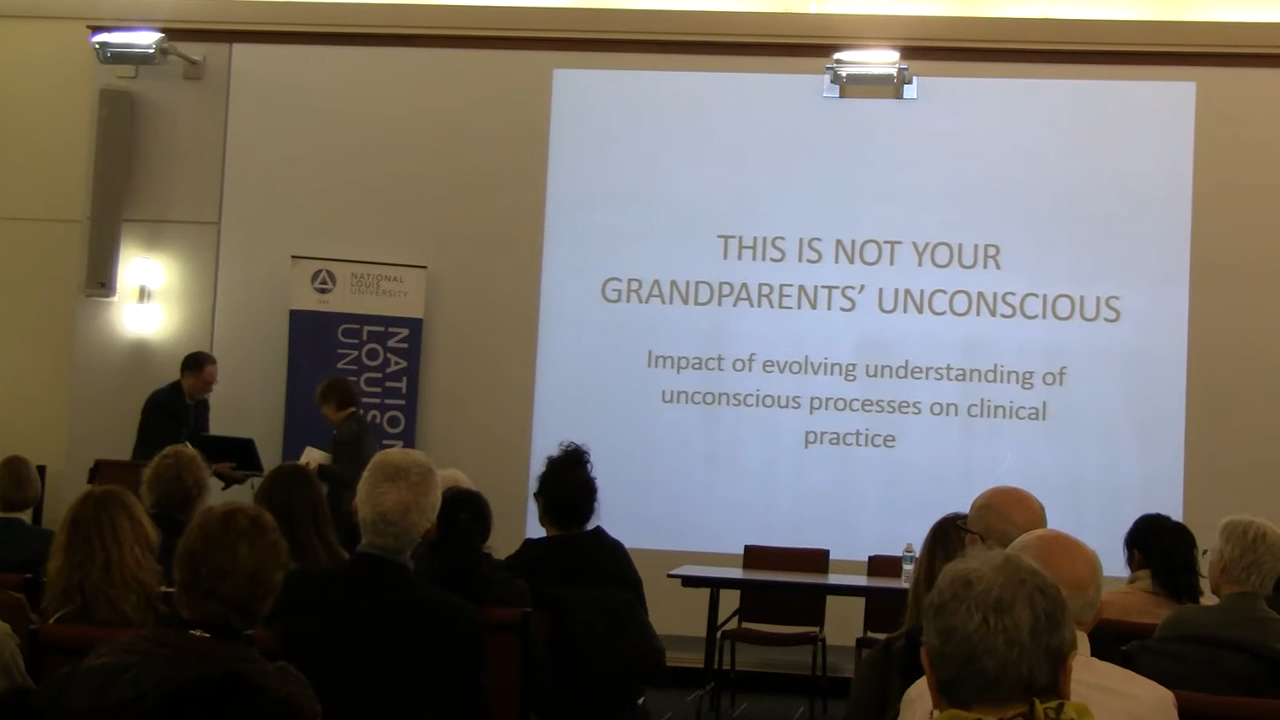 THIS IS NOT YOUR
GRANDPARENTS' UNCONSCIOUS
Impact of evolving understanding of
unconscious processes on clinical
practice
NATIONAL
LOUIS
UNIVERSITY
NATION
LOUIS
UNI